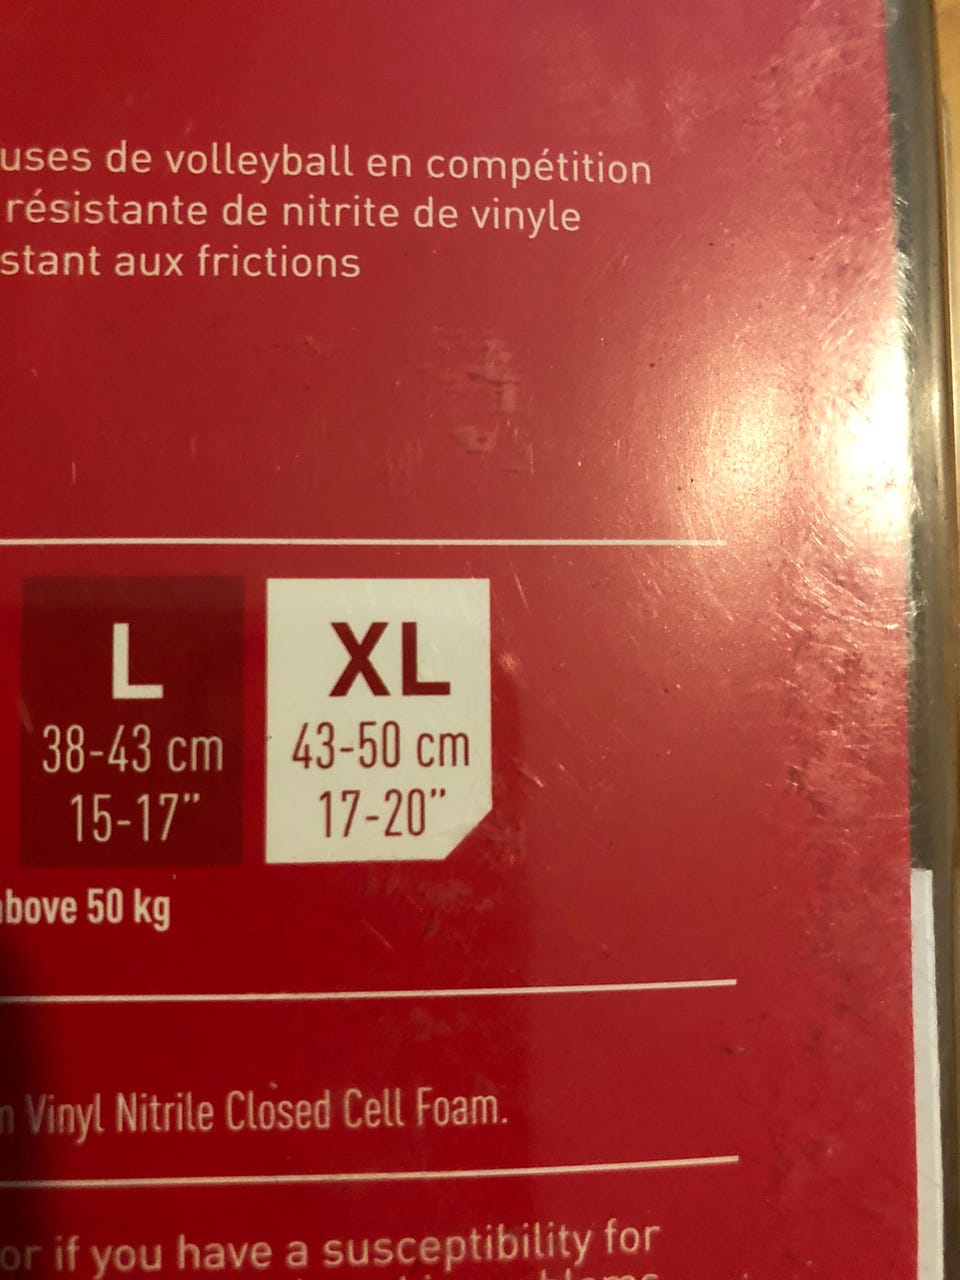 uses de volleyball en compétition
résistante de nitrite de vinyle
stant aux frictions
L
38-43 cm
15-17”
XL
43-50 cm
17-20”
above 50 kg
Vinyl Nitrile Closed Cell Foam.
or if you have a susceptibility for